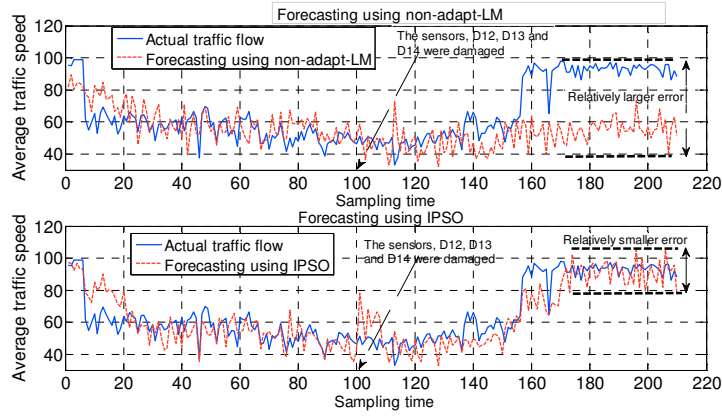 Forecasting using non-adapt-LM
120
100
80
60
40
Average traffic speed
Actual traffic flow
Forecasting using non-adapt-LM
The sensors, D12, D13 and
D14 were damaged
Relatively larger error
0 20 40 60 80 100 120 140 160 180 200 220
Sampling time
Forecasting using IPSO
120
100
80
60
40
Average traffic speed
Actual traffic flow
Forecasting using IPSO
The sensors, D12, D13
and D14 were damaged
Relatively smaller error
0 20 40 60 80 100 120 140 160 180 200 220
Sampling time